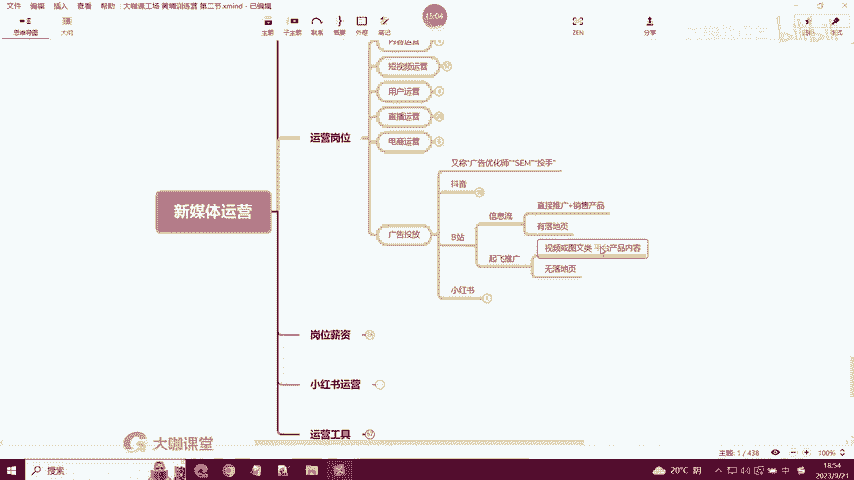 文件 编辑 插入 查看 帮助 大咖课工场 黄埔训练营 第二节.xmind - 已编辑
思维导图 大纲 主题 子主题 联系 概要 外框 笔记 15:04 ZEN 分享
bilibili
内容运营
短视频运营
用户运营
直播运营
电商运营
运营岗位
又称“广告优化师”“SEM”“投手”
抖音
直接推广+销售产品
信息流
新媒体运营
有落地页
广告投放
B站
视频或图文类 平台产品内容
起飞推广
无落地页
小红书
岗位薪资
小红书运营
运营工具
大咖课堂
主题: 1 / 438 100%
搜索 20°C 阴 中 18:54
2023/9/21